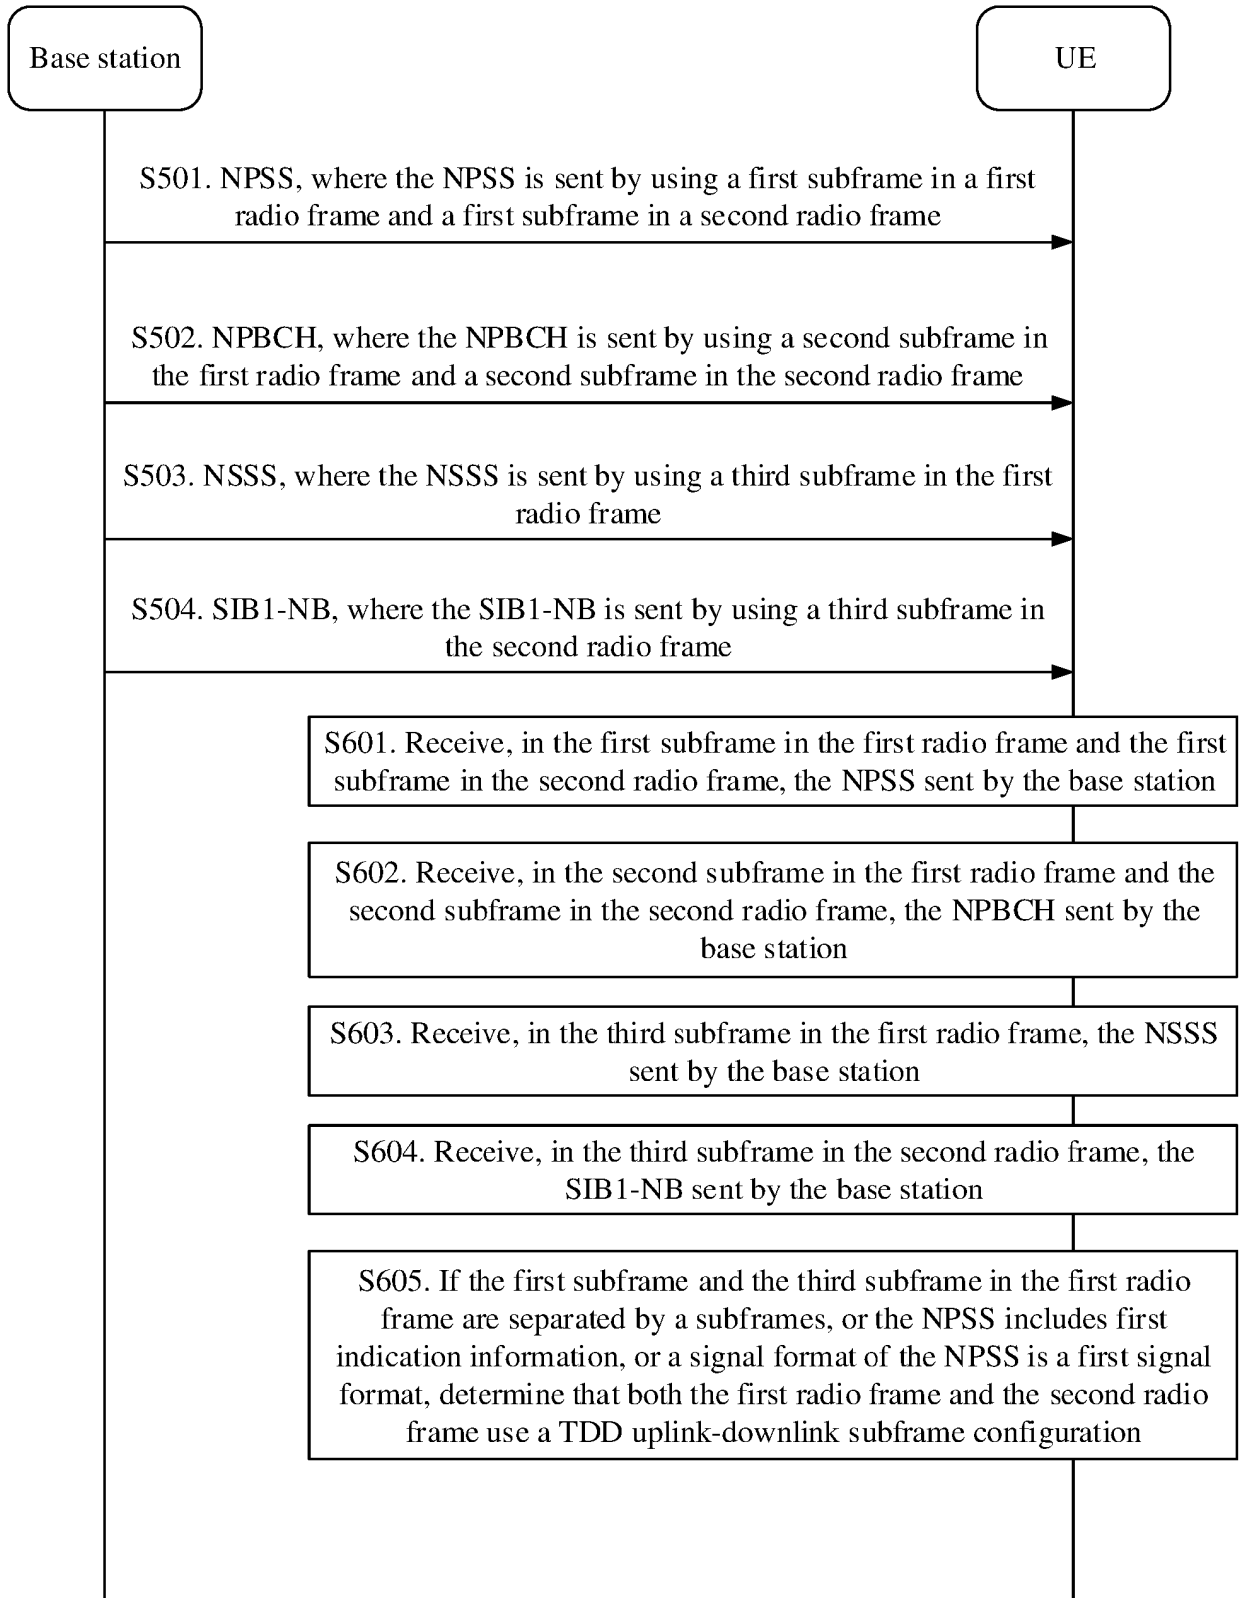 Base station
UE
S501. NPSS, where the NPSS is sent by using a first subframe in a first
radio frame and a first subframe in a second radio frame
S502. NPBCH, where the NPBCH is sent by using a second subframe in
the first radio frame and a second subframe in the second radio frame
S503. NSSS, where the NSSS is sent by using a third subframe in the first
radio frame
S504. SIB1-NB, where the SIB1-NB is sent by using a third subframe in
the second radio frame
S601. Receive, in the first subframe in the first radio frame and the first
subframe in the second radio frame, the NPSS sent by the base station
S602. Receive, in the second subframe in the first radio frame and the
second subframe in the second radio frame, the NPBCH sent by the
base station
S603. Receive, in the third subframe in the first radio frame, the NSSS
sent by the base station
S604. Receive, in the third subframe in the second radio frame, the
SIB1-NB sent by the base station
S605. If the first subframe and the third subframe in the first radio
frame are separated by a subframes, or the NPSS includes first
indication information, or a signal format of the NPSS is a first signal
format, determine that both the first radio frame and the second radio
frame use a TDD uplink-downlink subframe configuration